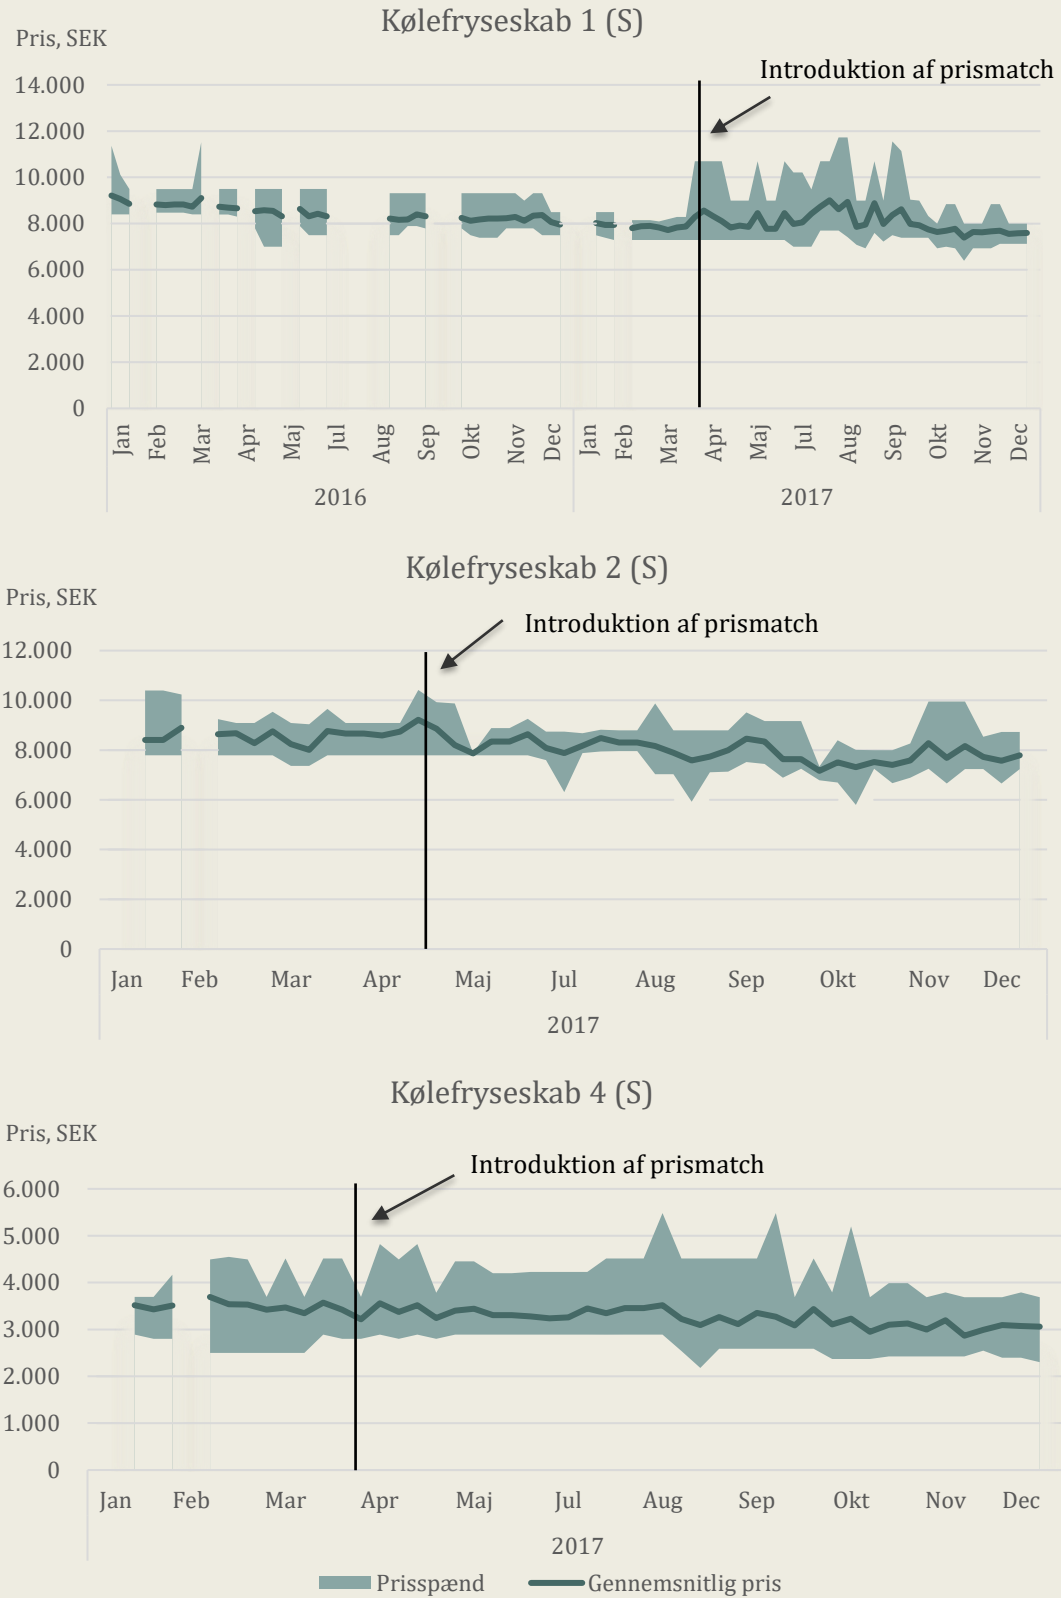 Kølefryseskab 1 (S)
Pris, SEK
Introduktion af prismatch
14.000
12.000
10.000
8.000
6.000
4.000
2.000
0
Jan Feb Mar Apr Maj Jul Aug Sep Okt Nov Dec Jan Feb Mar Apr Maj Jul Aug Sep Okt Nov Dec
2016 2017
Kølefryseskab 2 (S)
Pris, SEK
Introduktion af prismatch
12.000
10.000
8.000
6.000
4.000
2.000
0
Jan Feb Mar Apr Maj Jul Aug Sep Okt Nov Dec
2017
Kølefryseskab 4 (S)
Pris, SEK
Introduktion af prismatch
6.000
5.000
4.000
3.000
2.000
1.000
0
Jan Feb Mar Apr Maj Jul Aug Sep Okt Nov Dec
2017
Prisspænd Gennemsnitlig pris